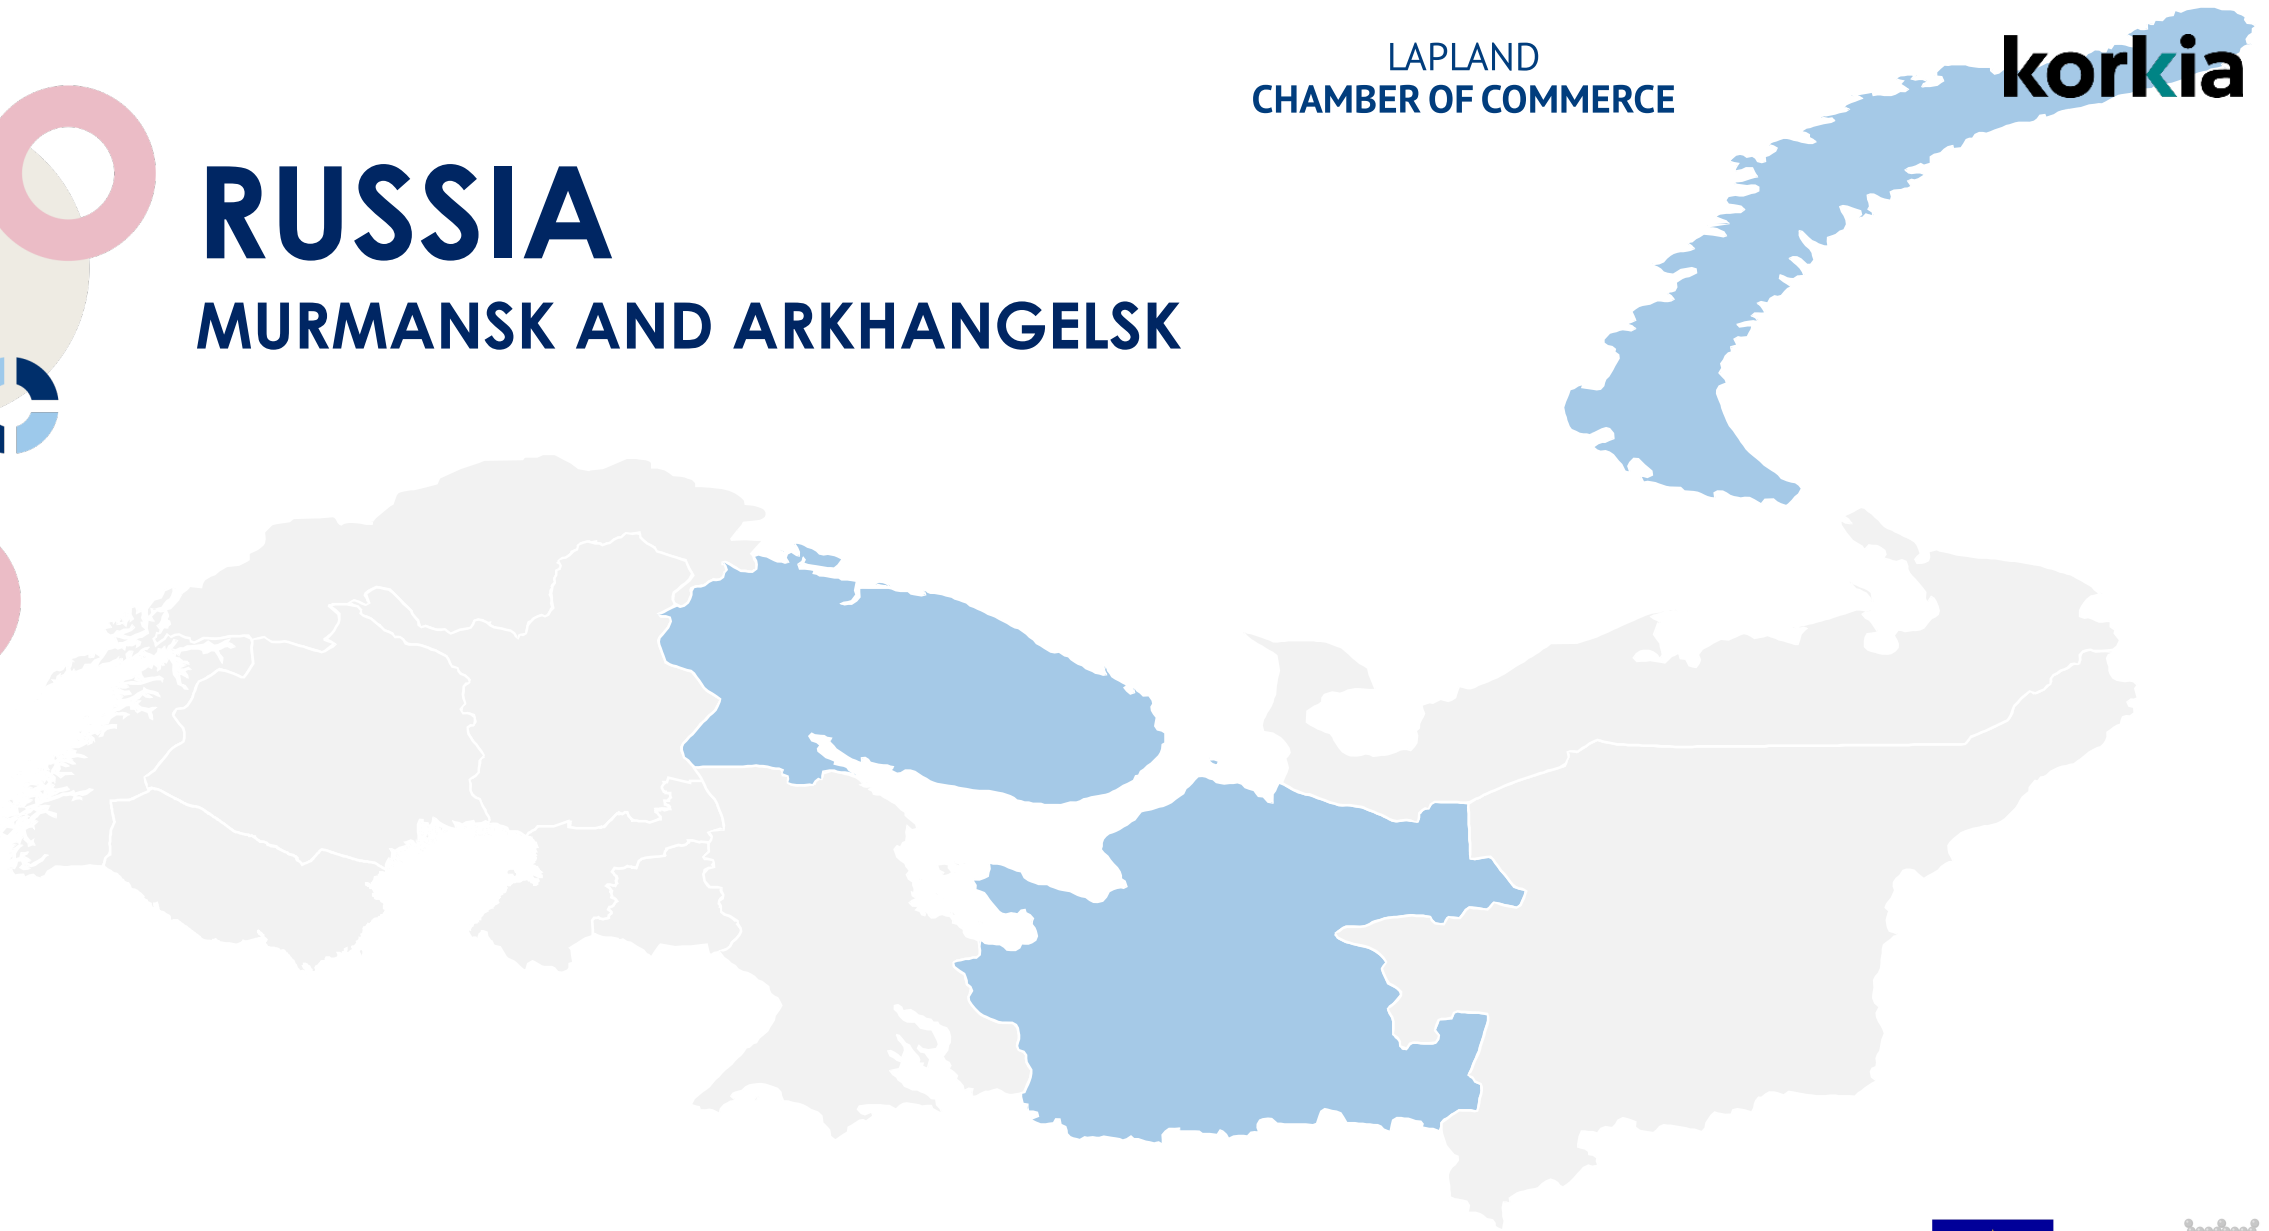 LAPLAND
CHAMBER OF COMMERCE
korkia
RUSSIA
MURMANSK AND ARKHANGELSK